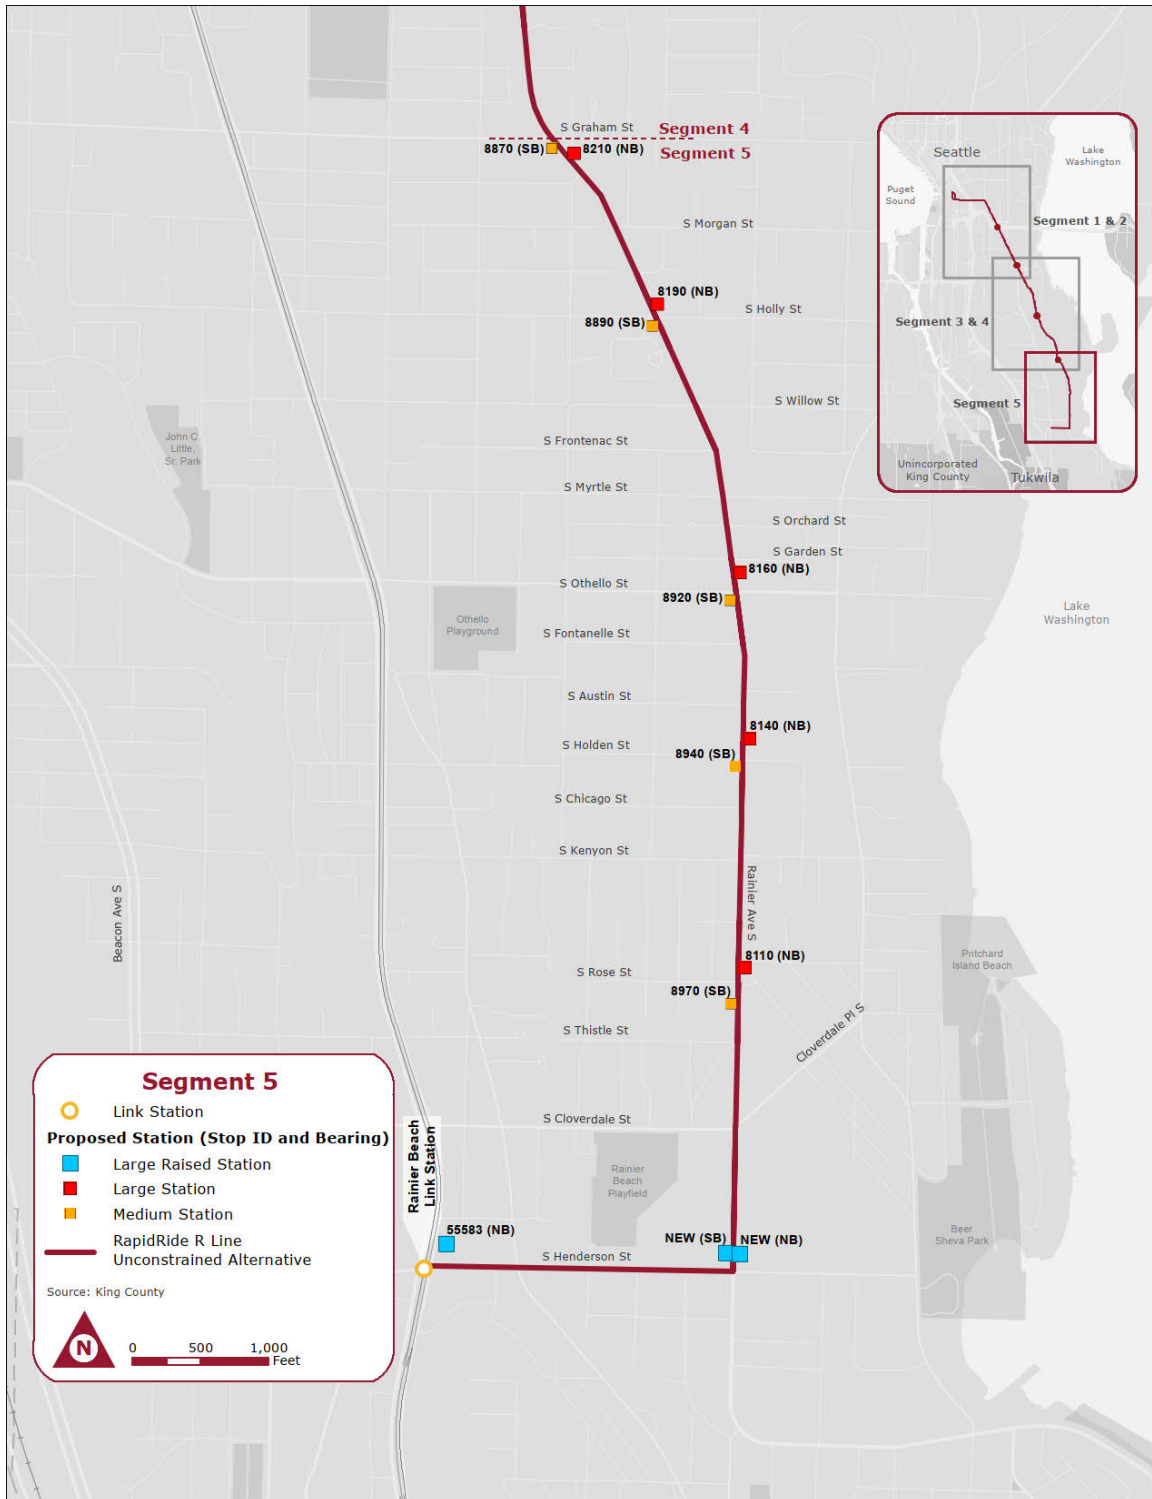 S Graham St
Segment 4
8870 (SB)
8210 (NB)
Segment 5
S Morgan St
8190 (NB)
S Holly St
8890 (SB)
S Willow St
S Frontenac St
S Myrtle St
S Orchard St
S Garden St
8160 (NB)
S Othello St
8920 (SB)
S Fontanelle St
S Austin St
8140 (NB)
S Holden St
8940 (SB)
S Chicago St
S Kenyon St
Rainier Ave S
8110 (NB)
S Rose St
8970 (SB)
S Thistle St
Cloverdale Pl S
S Cloverdale St
Rainier
Beach
Playfield
55583 (NB)
NEW (SB)
NEW (NB)
S Henderson St
Rainier Beach
Link Station
Beacon Ave S
John C.
Little,
Sr. Park
Othello
Playground
Lake
Washington
Pritchard
Island Beach
Beer
Sheva Park
Seattle
Lake
Washington
Puget
Sound
Segment 1 & 2
Segment 3 & 4
Segment 5
Unincorporated
King County
Tukwila
Segment 5
Link Station
Proposed Station (Stop ID and Bearing)
Large Raised Station
Large Station
Medium Station
RapidRide R Line
Unconstrained Alternative
Source: King County
N
0 500 1,000
Feet